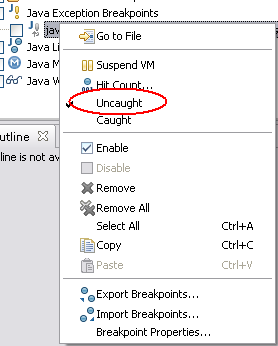 Java Exception Breakpoints
jav
Go to File
Java Li
Suspend VM
Java M
Hit Count...
Java W
Uncaught
Caught
utline
Enable
line is not av
Disable
Remove
Remove All
Select All Ctrl+A
Copy Ctrl+C
Paste Ctrl+V
Export Breakpoints...
Import Breakpoints...
Breakpoint Properties...